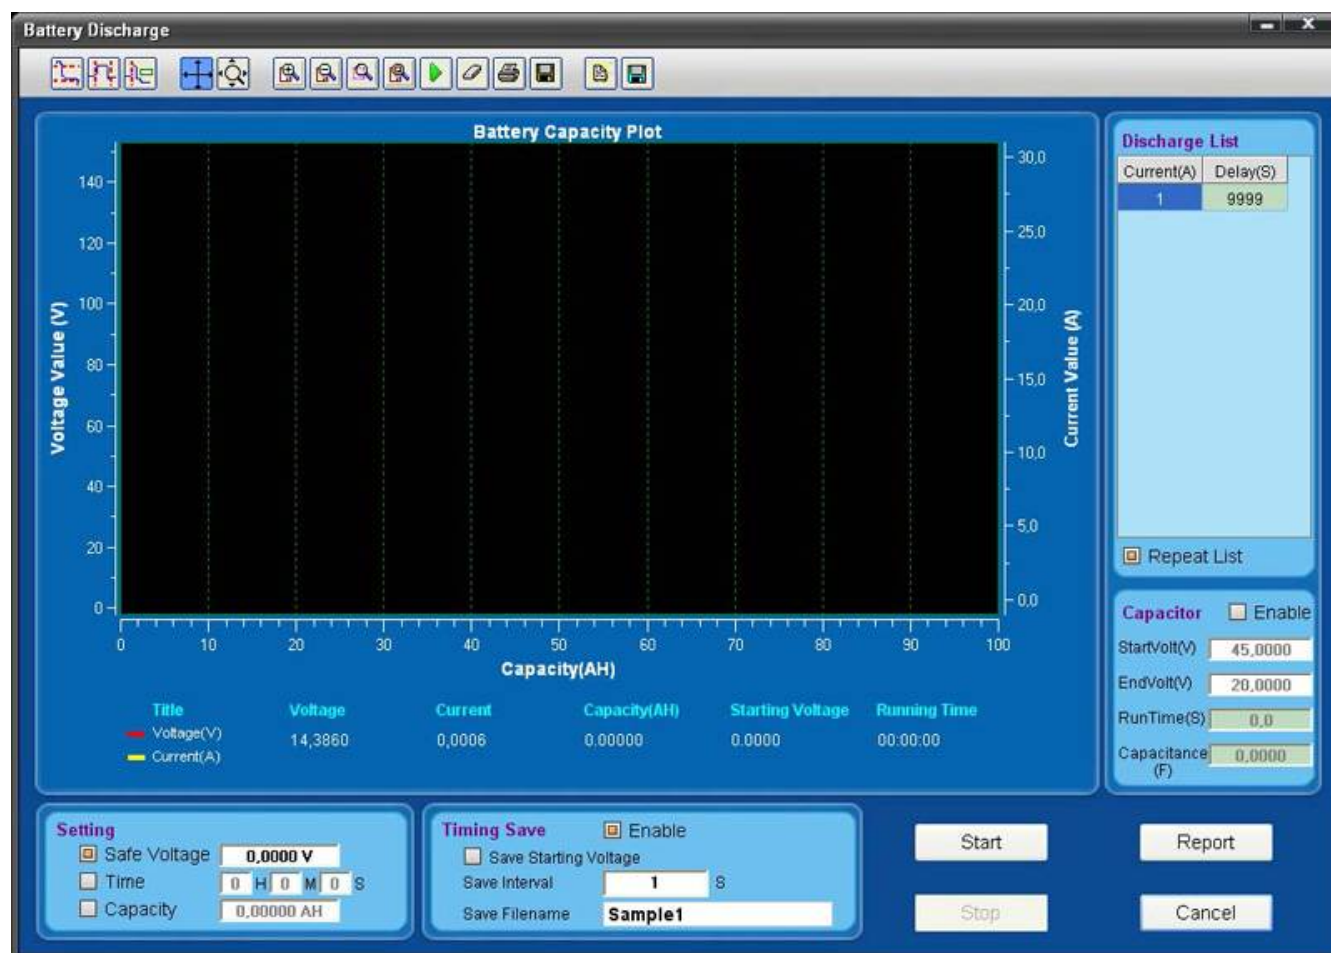 Battery Discharge
Battery Capacity Plot
140
120
100
80
60
40
20
0
Voltage Value (V)
30,0
25,0
20,0
15,0
10,0
5,0
0,0
Current Value (A)
0 10 20 30 40 50 60 70 80 90 100
Capacity(AH)
Title Voltage Current Capacity(AH) Starting Voltage Running Time
Voltage(V) 14,3860 0,0006 0.00000 0.0000 00:00:00
Current(A)
Discharge List
Current(A) Delay(S)
1 9999
Repeat List
Capacitor Enable
StartVolt(V) 45,0000
EndVolt(V) 20,0000
RunTime(S) 0,0
Capacitance 0,0000
(F)
Setting
Safe Voltage 0,0000 V
Time 0 H 0 M 0 S
Capacity 0,00000 AH
Timing Save Enable
Save Starting Voltage
Save Interval 1 S
Save Filename Sample1
Start Report
Stop Cancel